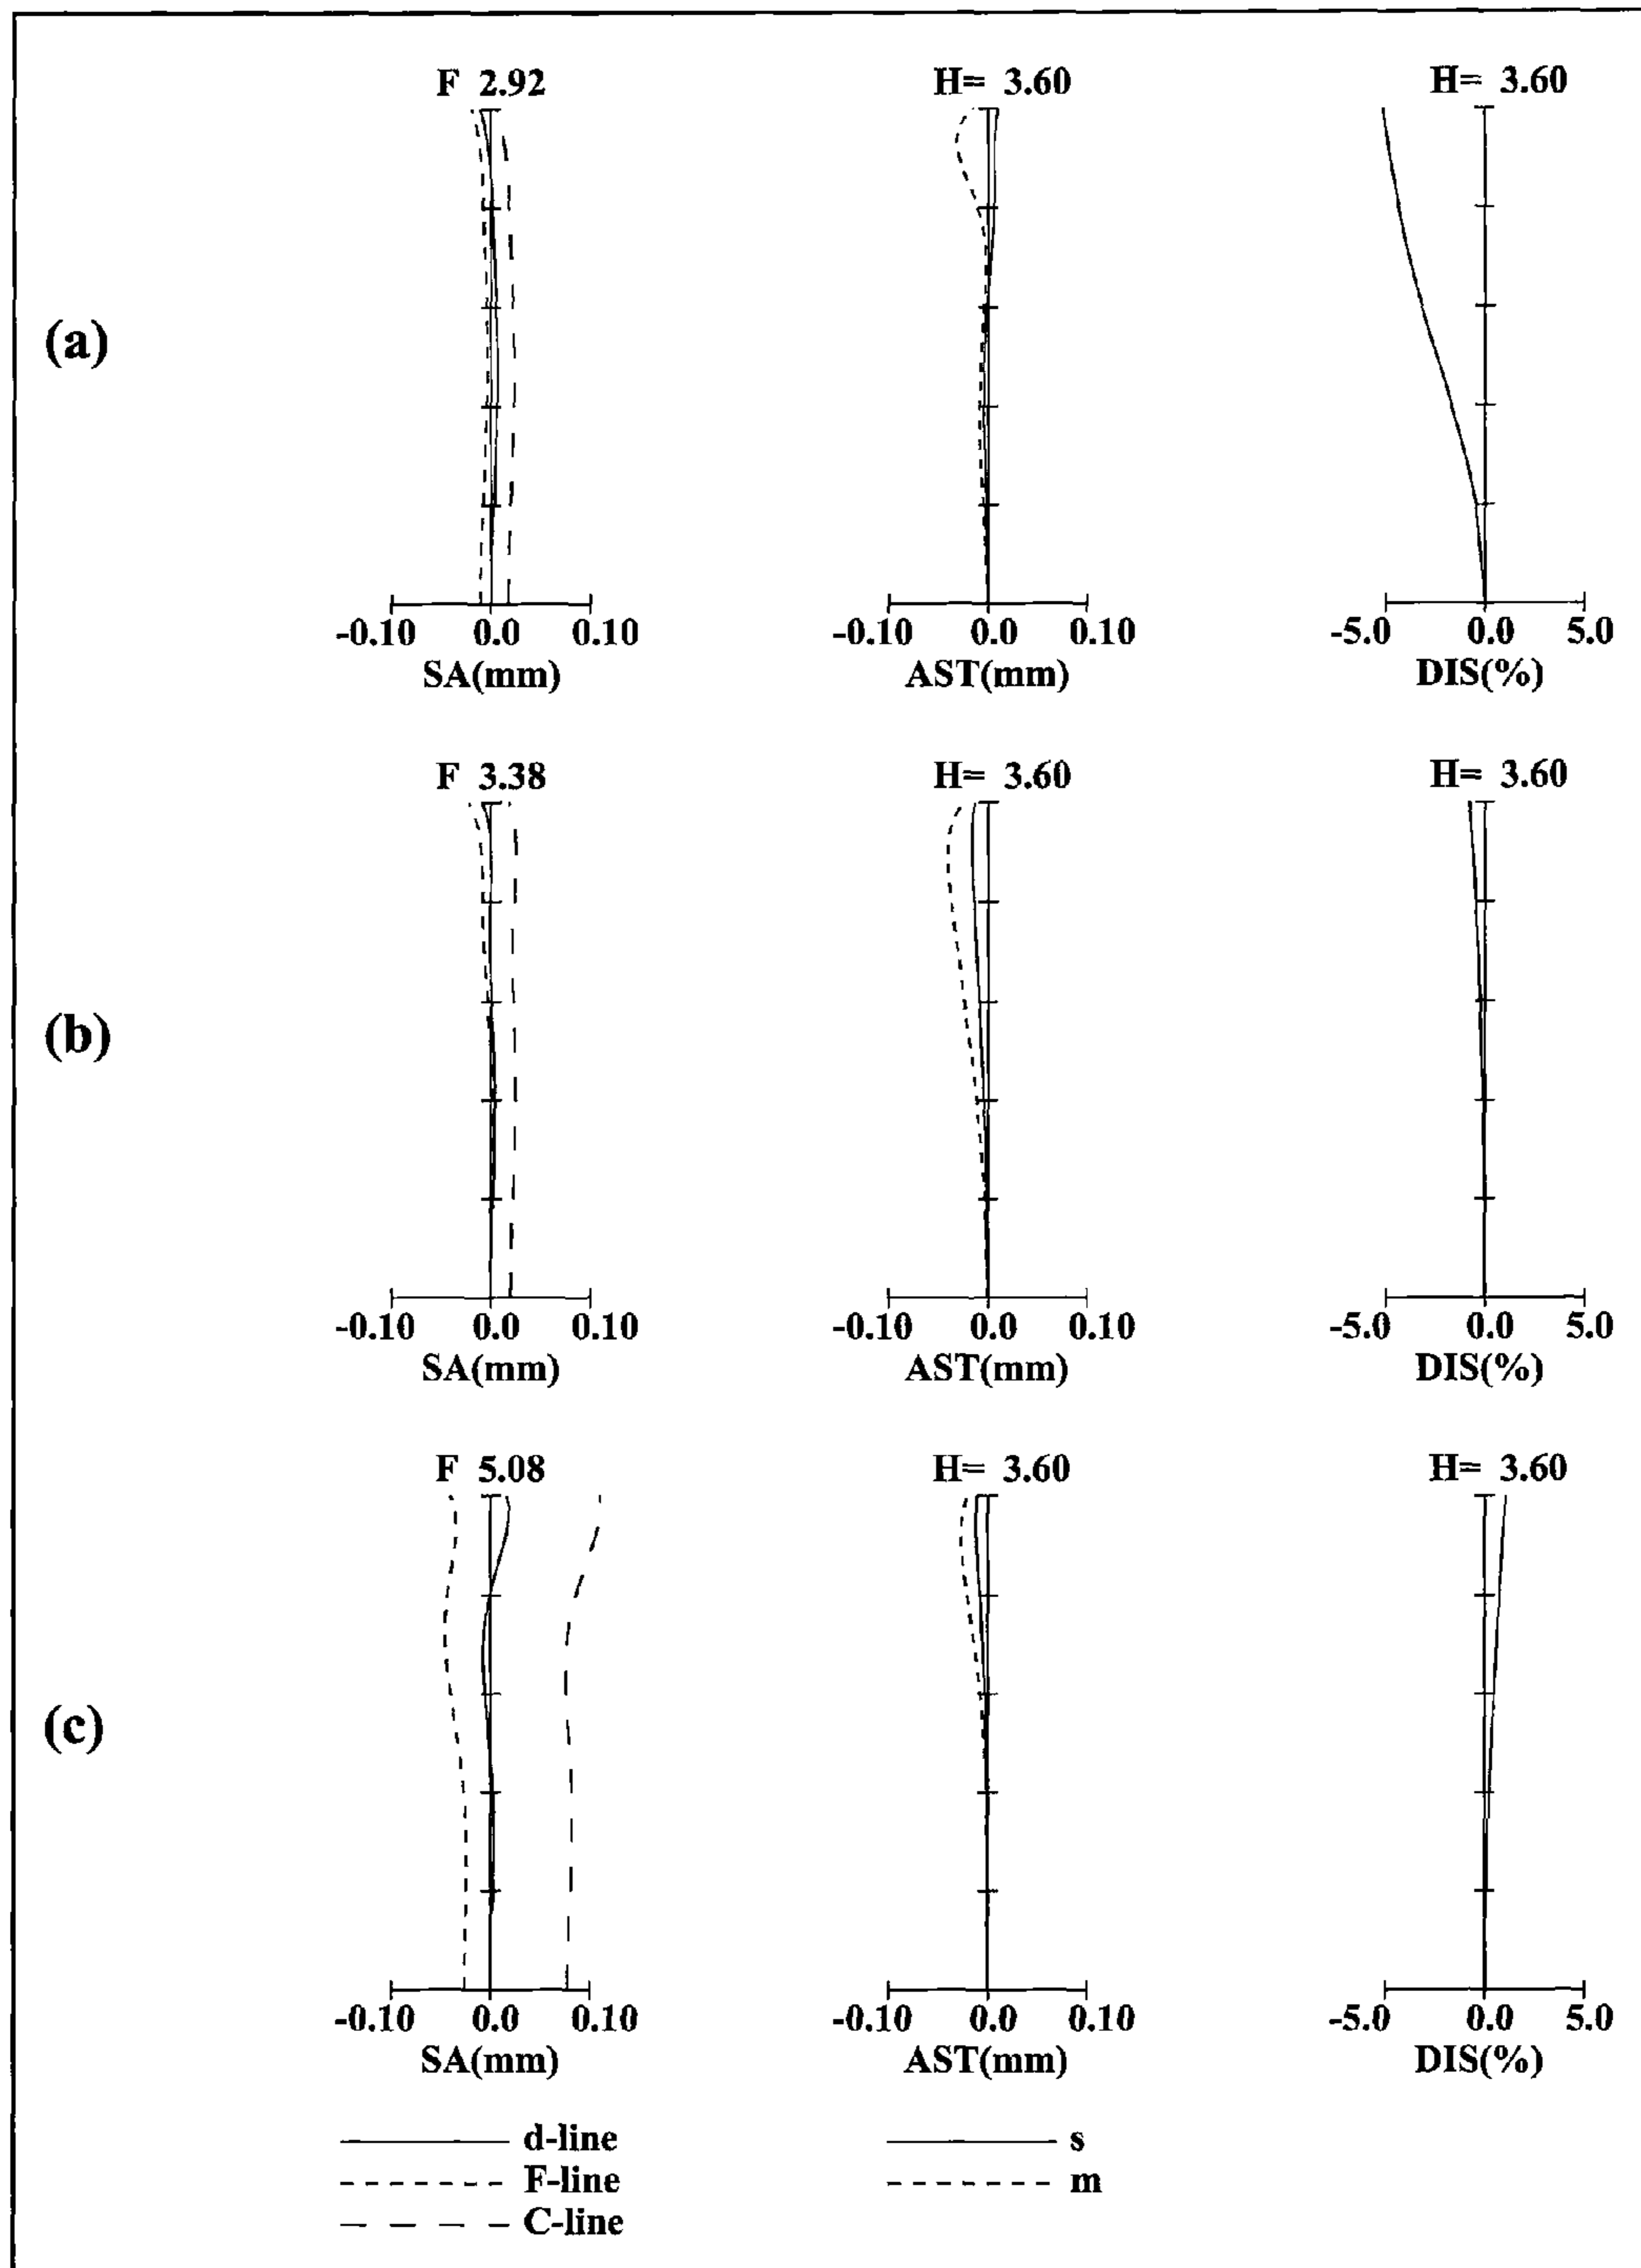 F 2.92 H= 3.60 H= 3.60
(a)
-0.10 0.0 0.10 -0.10 0.0 0.10 -5.0 0.0 5.0
SA(mm) AST(mm) DIS(%)
F 3.38 H= 3.60 H= 3.60
(b)
-0.10 0.0 0.10 -0.10 0.0 0.10 -5.0 0.0 5.0
SA(mm) AST(mm) DIS(%)
F 5.08 H= 3.60 H= 3.60
(c)
-0.10 0.0 0.10 -0.10 0.0 0.10 -5.0 0.0 5.0
SA(mm) AST(mm) DIS(%)
d-line s
F-line m
C-line